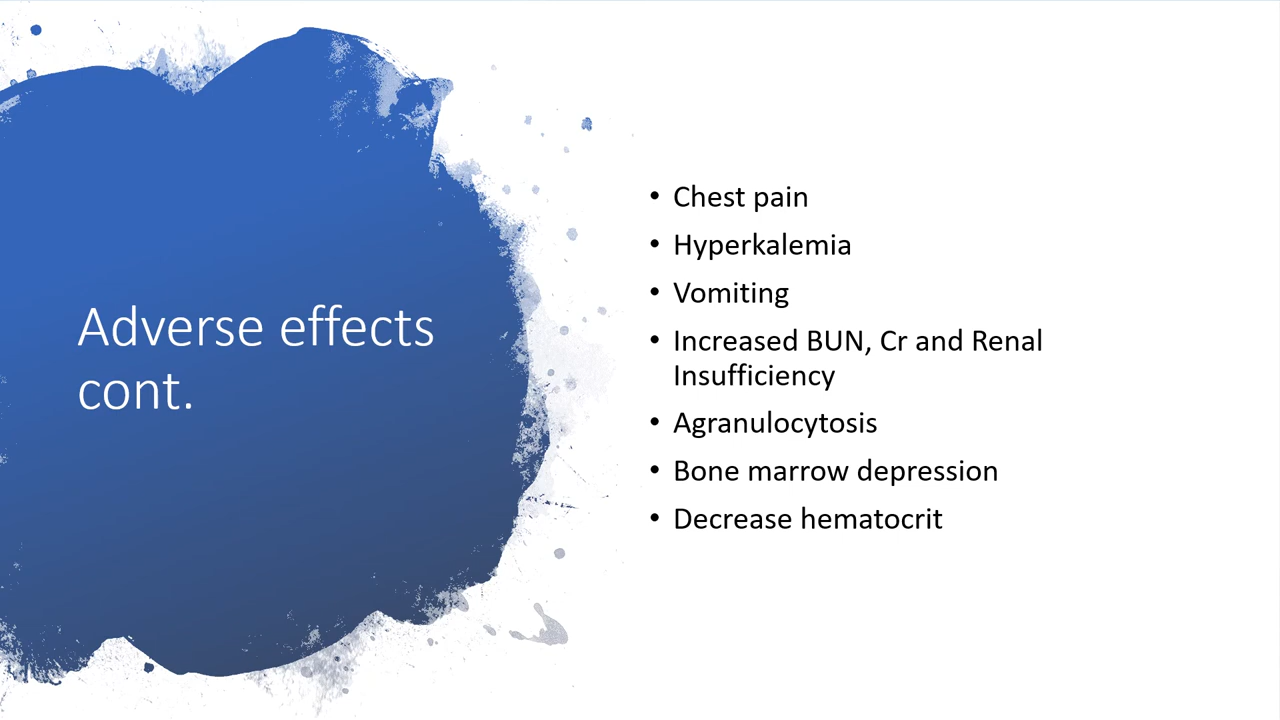 Adverse effects
cont.
• Chest pain
• Hyperkalemia
• Vomiting
• Increased BUN, Cr and Renal
Insufficiency
• Agranulocytosis
• Bone marrow depression
• Decrease hematocrit